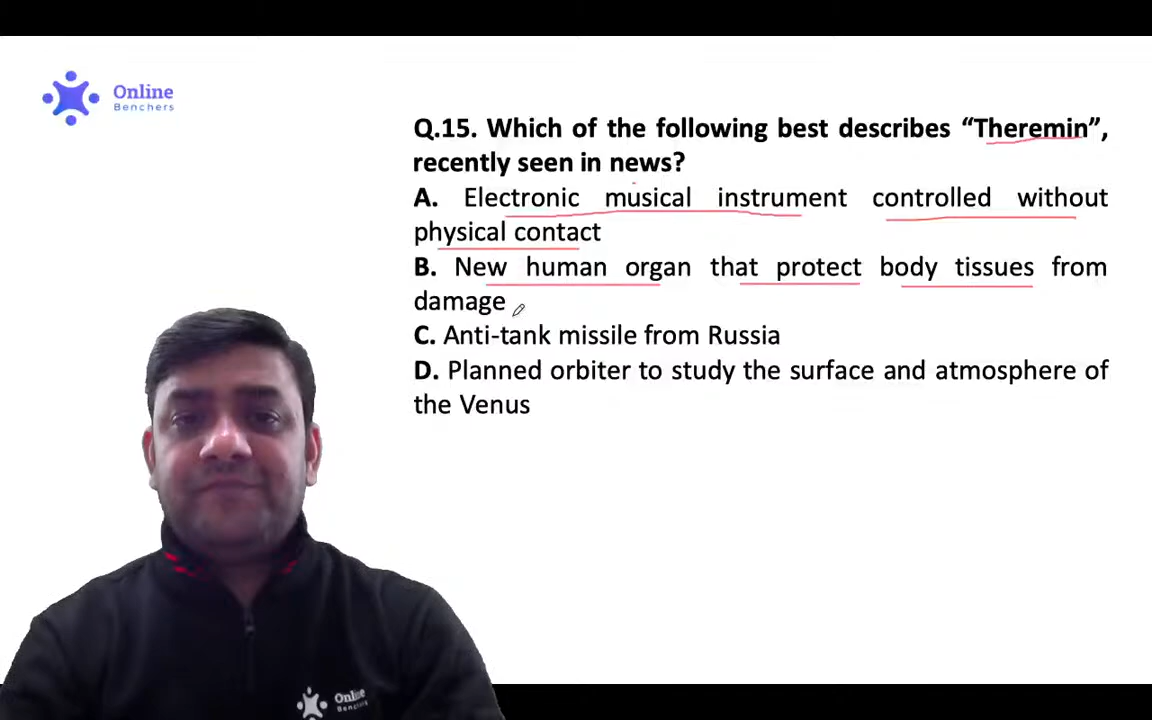 Online
Benchers
Q.15. Which of the following best describes “Theremin”,
recently seen in news?
A. Electronic musical instrument controlled without
physical contact
B. New human organ that protect body tissues from
damage
C. Anti-tank missile from Russia
D. Planned orbiter to study the surface and atmosphere of
the Venus
Online
Benchers